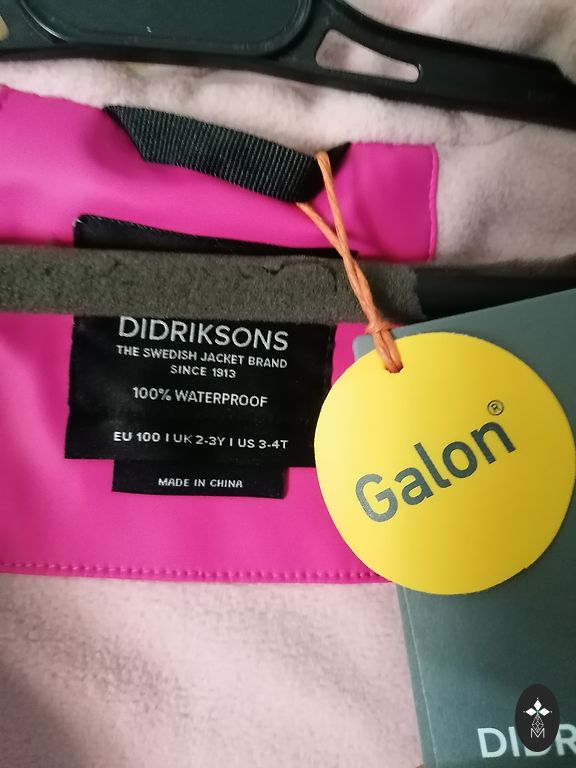 DIDRIKSONS
THE SWEDISH JACKET BRAND
SINCE 1913
100% WATERPROOF
EU 100 I UK 2-3Y I US 3-4T
MADE IN CHINA
Galon®
M